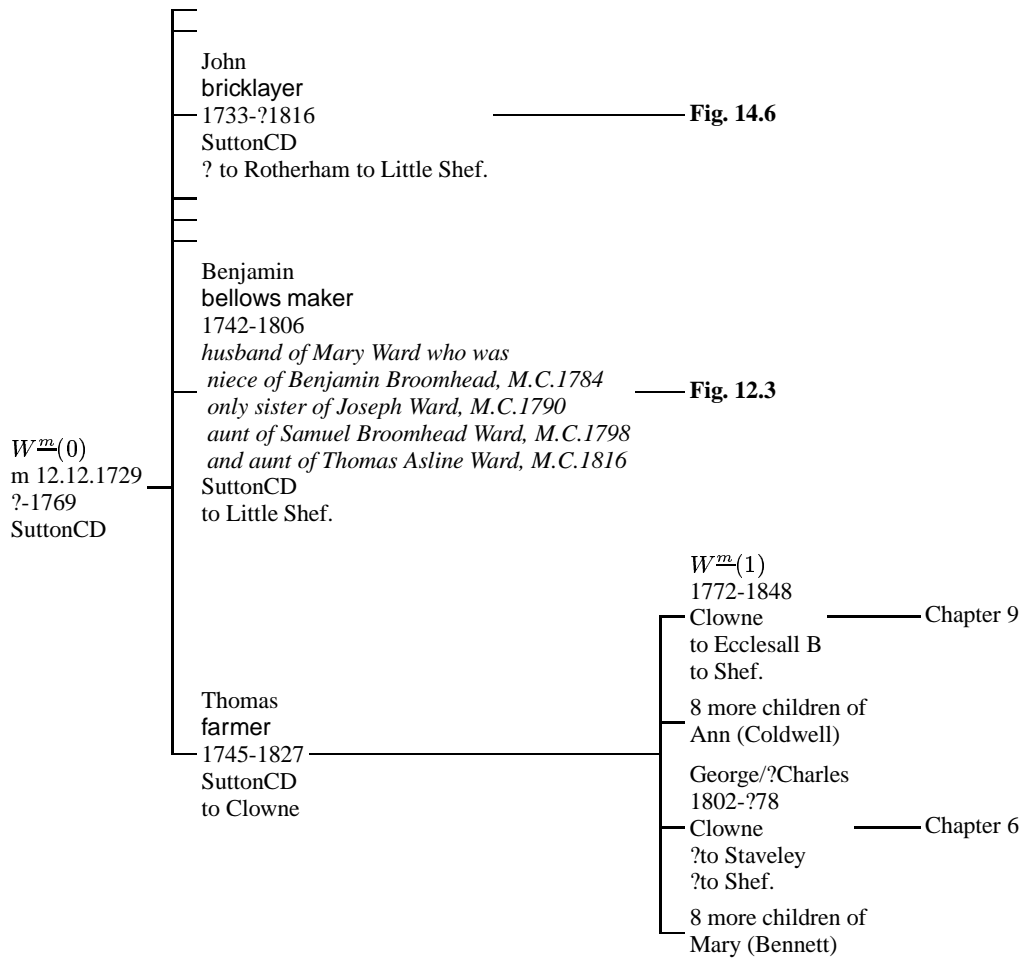 John
bricklayer
1733-?1816
SuttonCD
? to Rotherham to Little Shef.
Fig. 14.6
Benjamin
bellows maker
1742-1806
husband of Mary Ward who was
niece of Benjamin Broomhead, M.C.1784
only sister of Joseph Ward, M.C.1790
aunt of Samuel Broomhead Ward, M.C.1798
and aunt of Thomas Asline Ward, M.C.1816
SuttonCD
to Little Shef.
Fig. 12.3
Wm(0)
m 12.12.1729
?-1769
SuttonCD
Thomas
farmer
1745-1827
SuttonCD
to Clowne
Wm(1)
1772-1848
Clowne
to Ecclesall B
to Shef.
Chapter 9
8 more children of
Ann (Coldwell)
George/?Charles
1802-?78
Clowne
?to Staveley
?to Shef.
Chapter 6
8 more children of
Mary (Bennett)